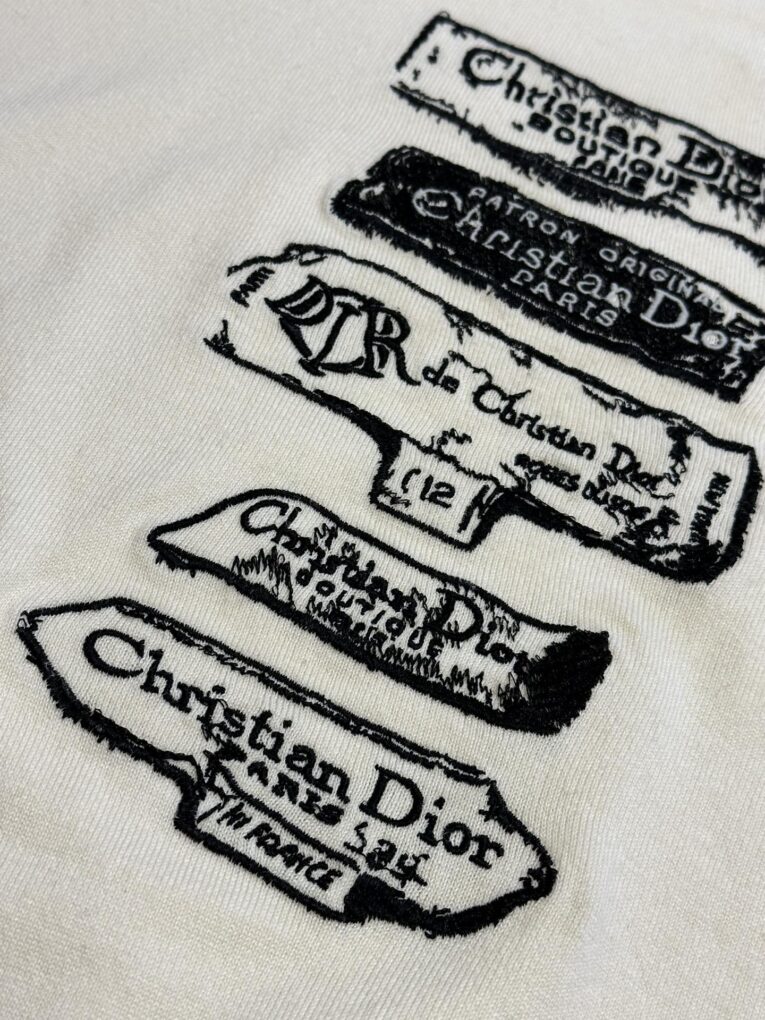 Christian Dior
BOUTIQUE
PATRON ORIGINAL
Christian Dior
PARIS
DIOR
de Christian Dior
12
Christian Dior
BOUTIQUE
Christian Dior
PARIS
IN FRANCE